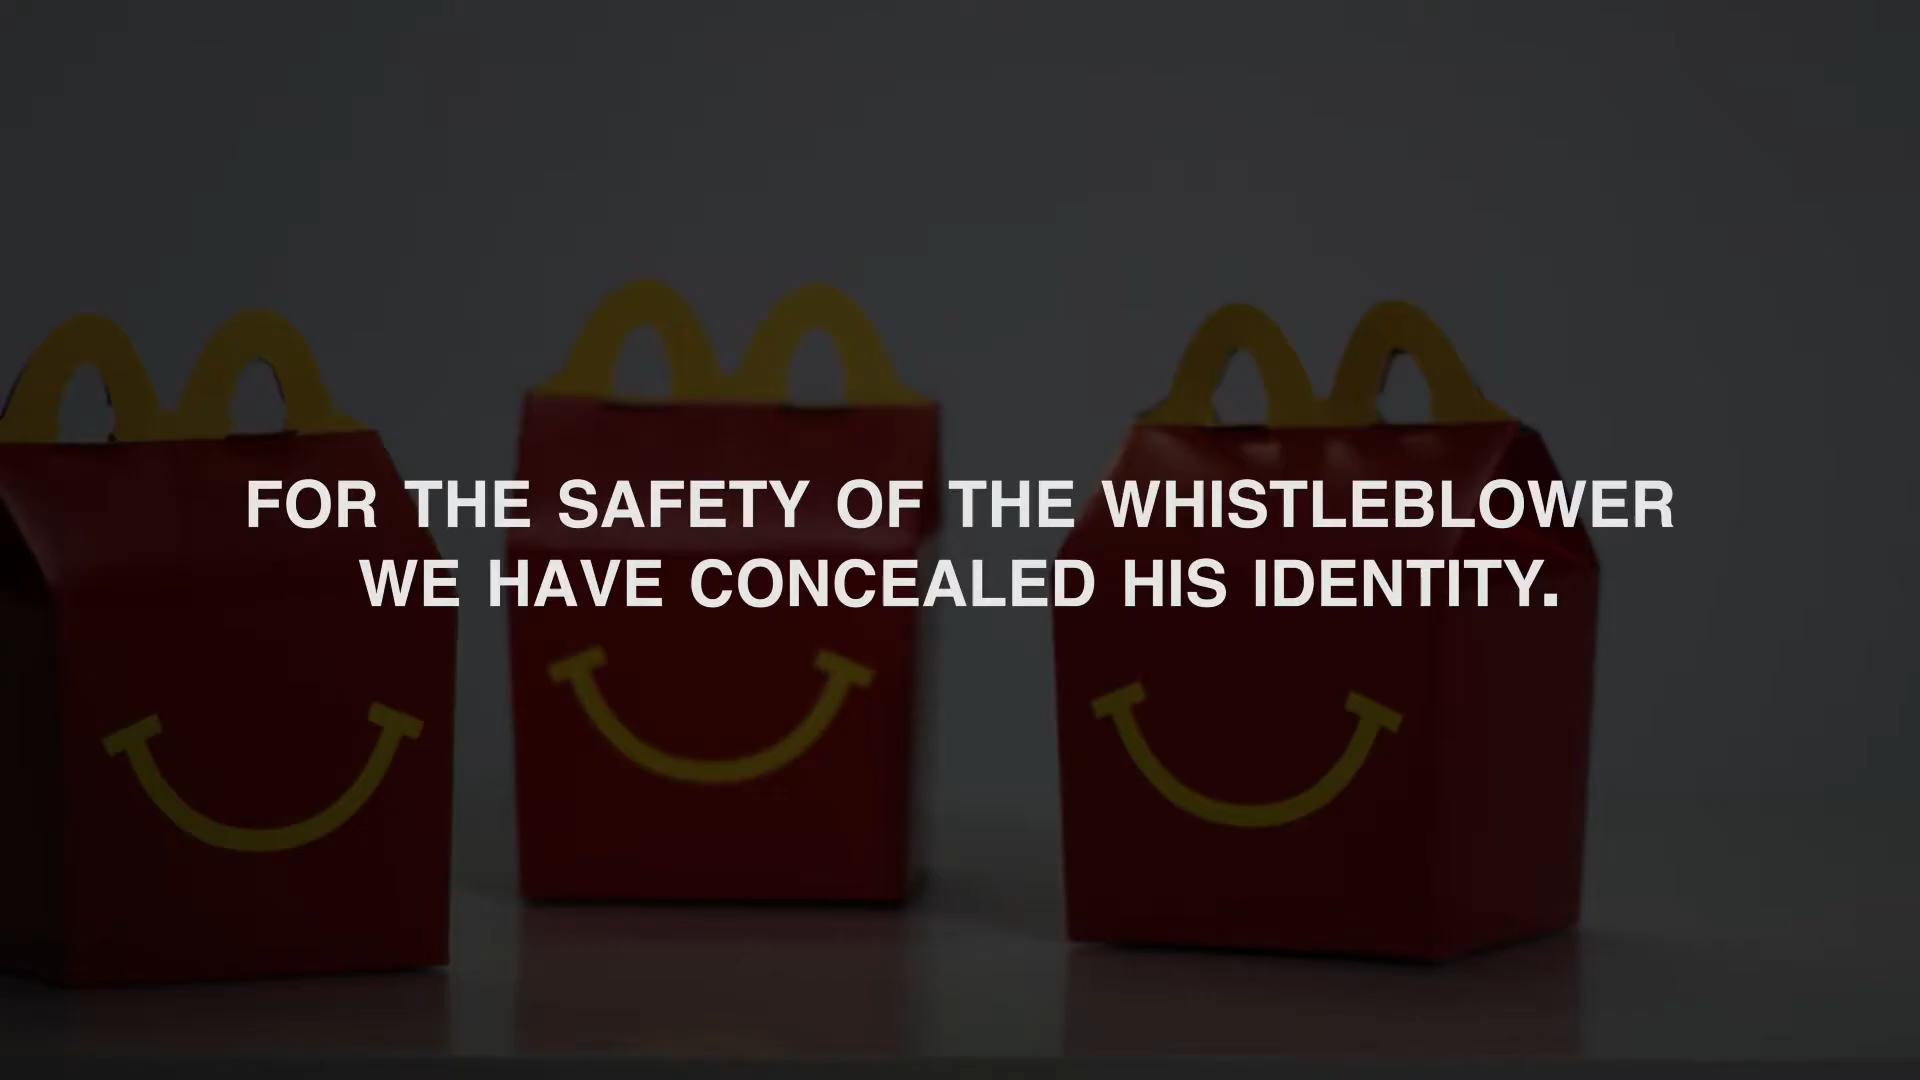 FOR THE SAFETY OF THE WHISTLEBLOWER
WE HAVE CONCEALED HIS IDENTITY.